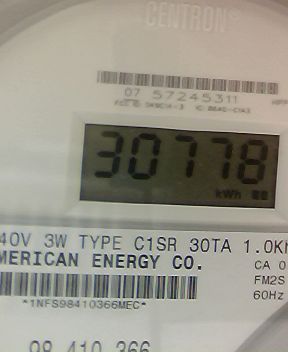 CENTRON®
07 57245311
30778
kWh
40V 3W TYPE C1SR 30TA 1.0Kh
MERICAN ENERGY CO.
CA 0
FM2S
60Hz
*1NFS98410366MEC*
98 410 366